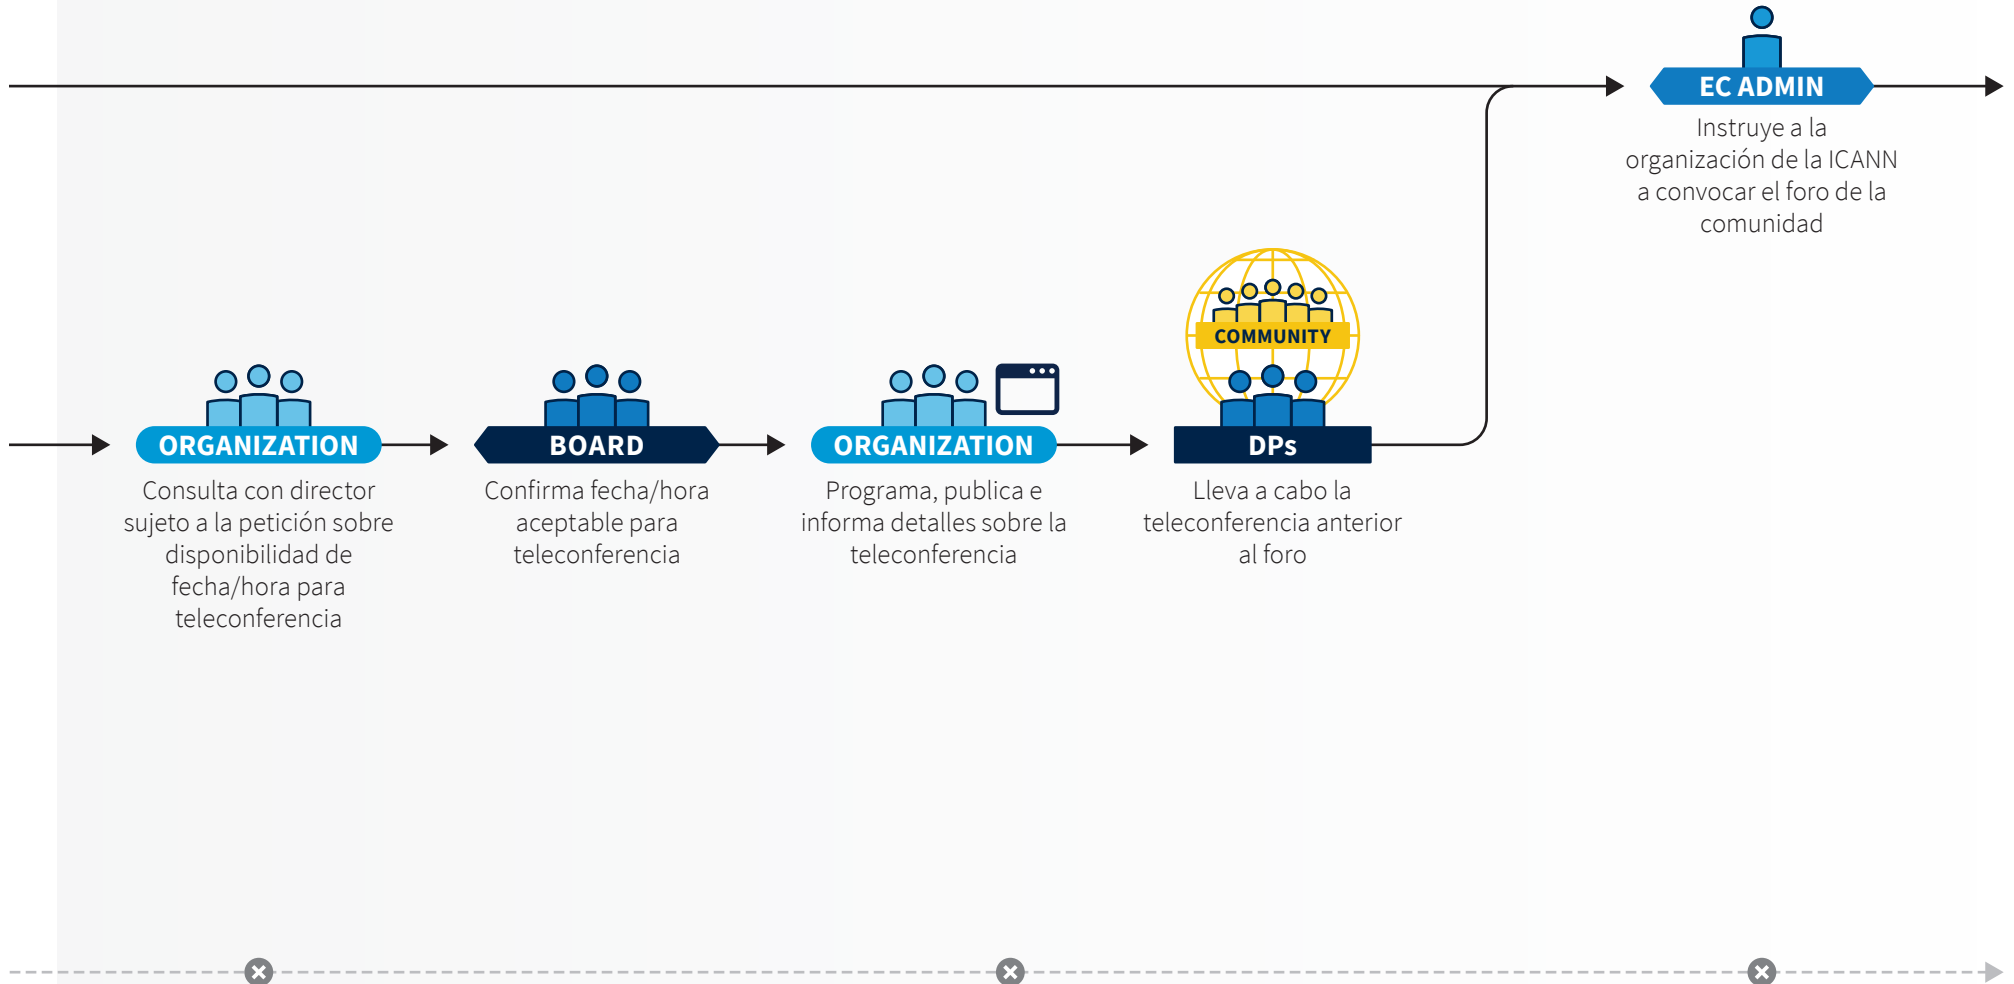 EC ADMIN
Instruye a la
organización de la ICANN
a convocar el foro de la
comunidad
COMMUNITY
ORGANIZATION
Consulta con director
sujeto a la petición sobre
disponibilidad de
fecha/hora para
teleconferencia
BOARD
Confirma fecha/hora
aceptable para
teleconferencia
ORGANIZATION
Programa, publica e
informa detalles sobre la
teleconferencia
DPs
Lleva a cabo la
teleconferencia anterior
al foro